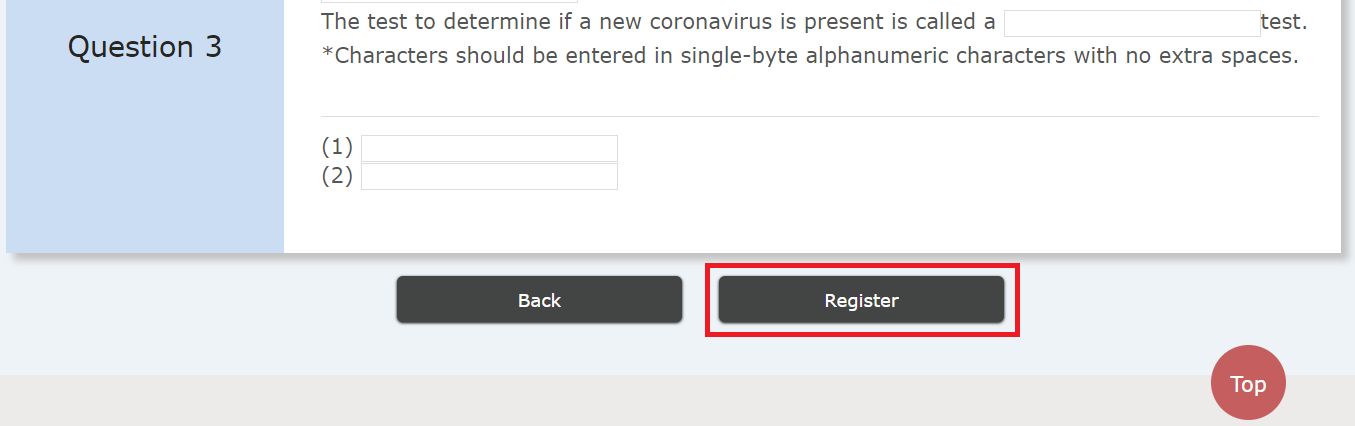 Question 3
The test to determine if a new coronavirus is present is called a test.
*Characters should be entered in single-byte alphanumeric characters with no extra spaces.
(1)
(2)
Back Register
Top